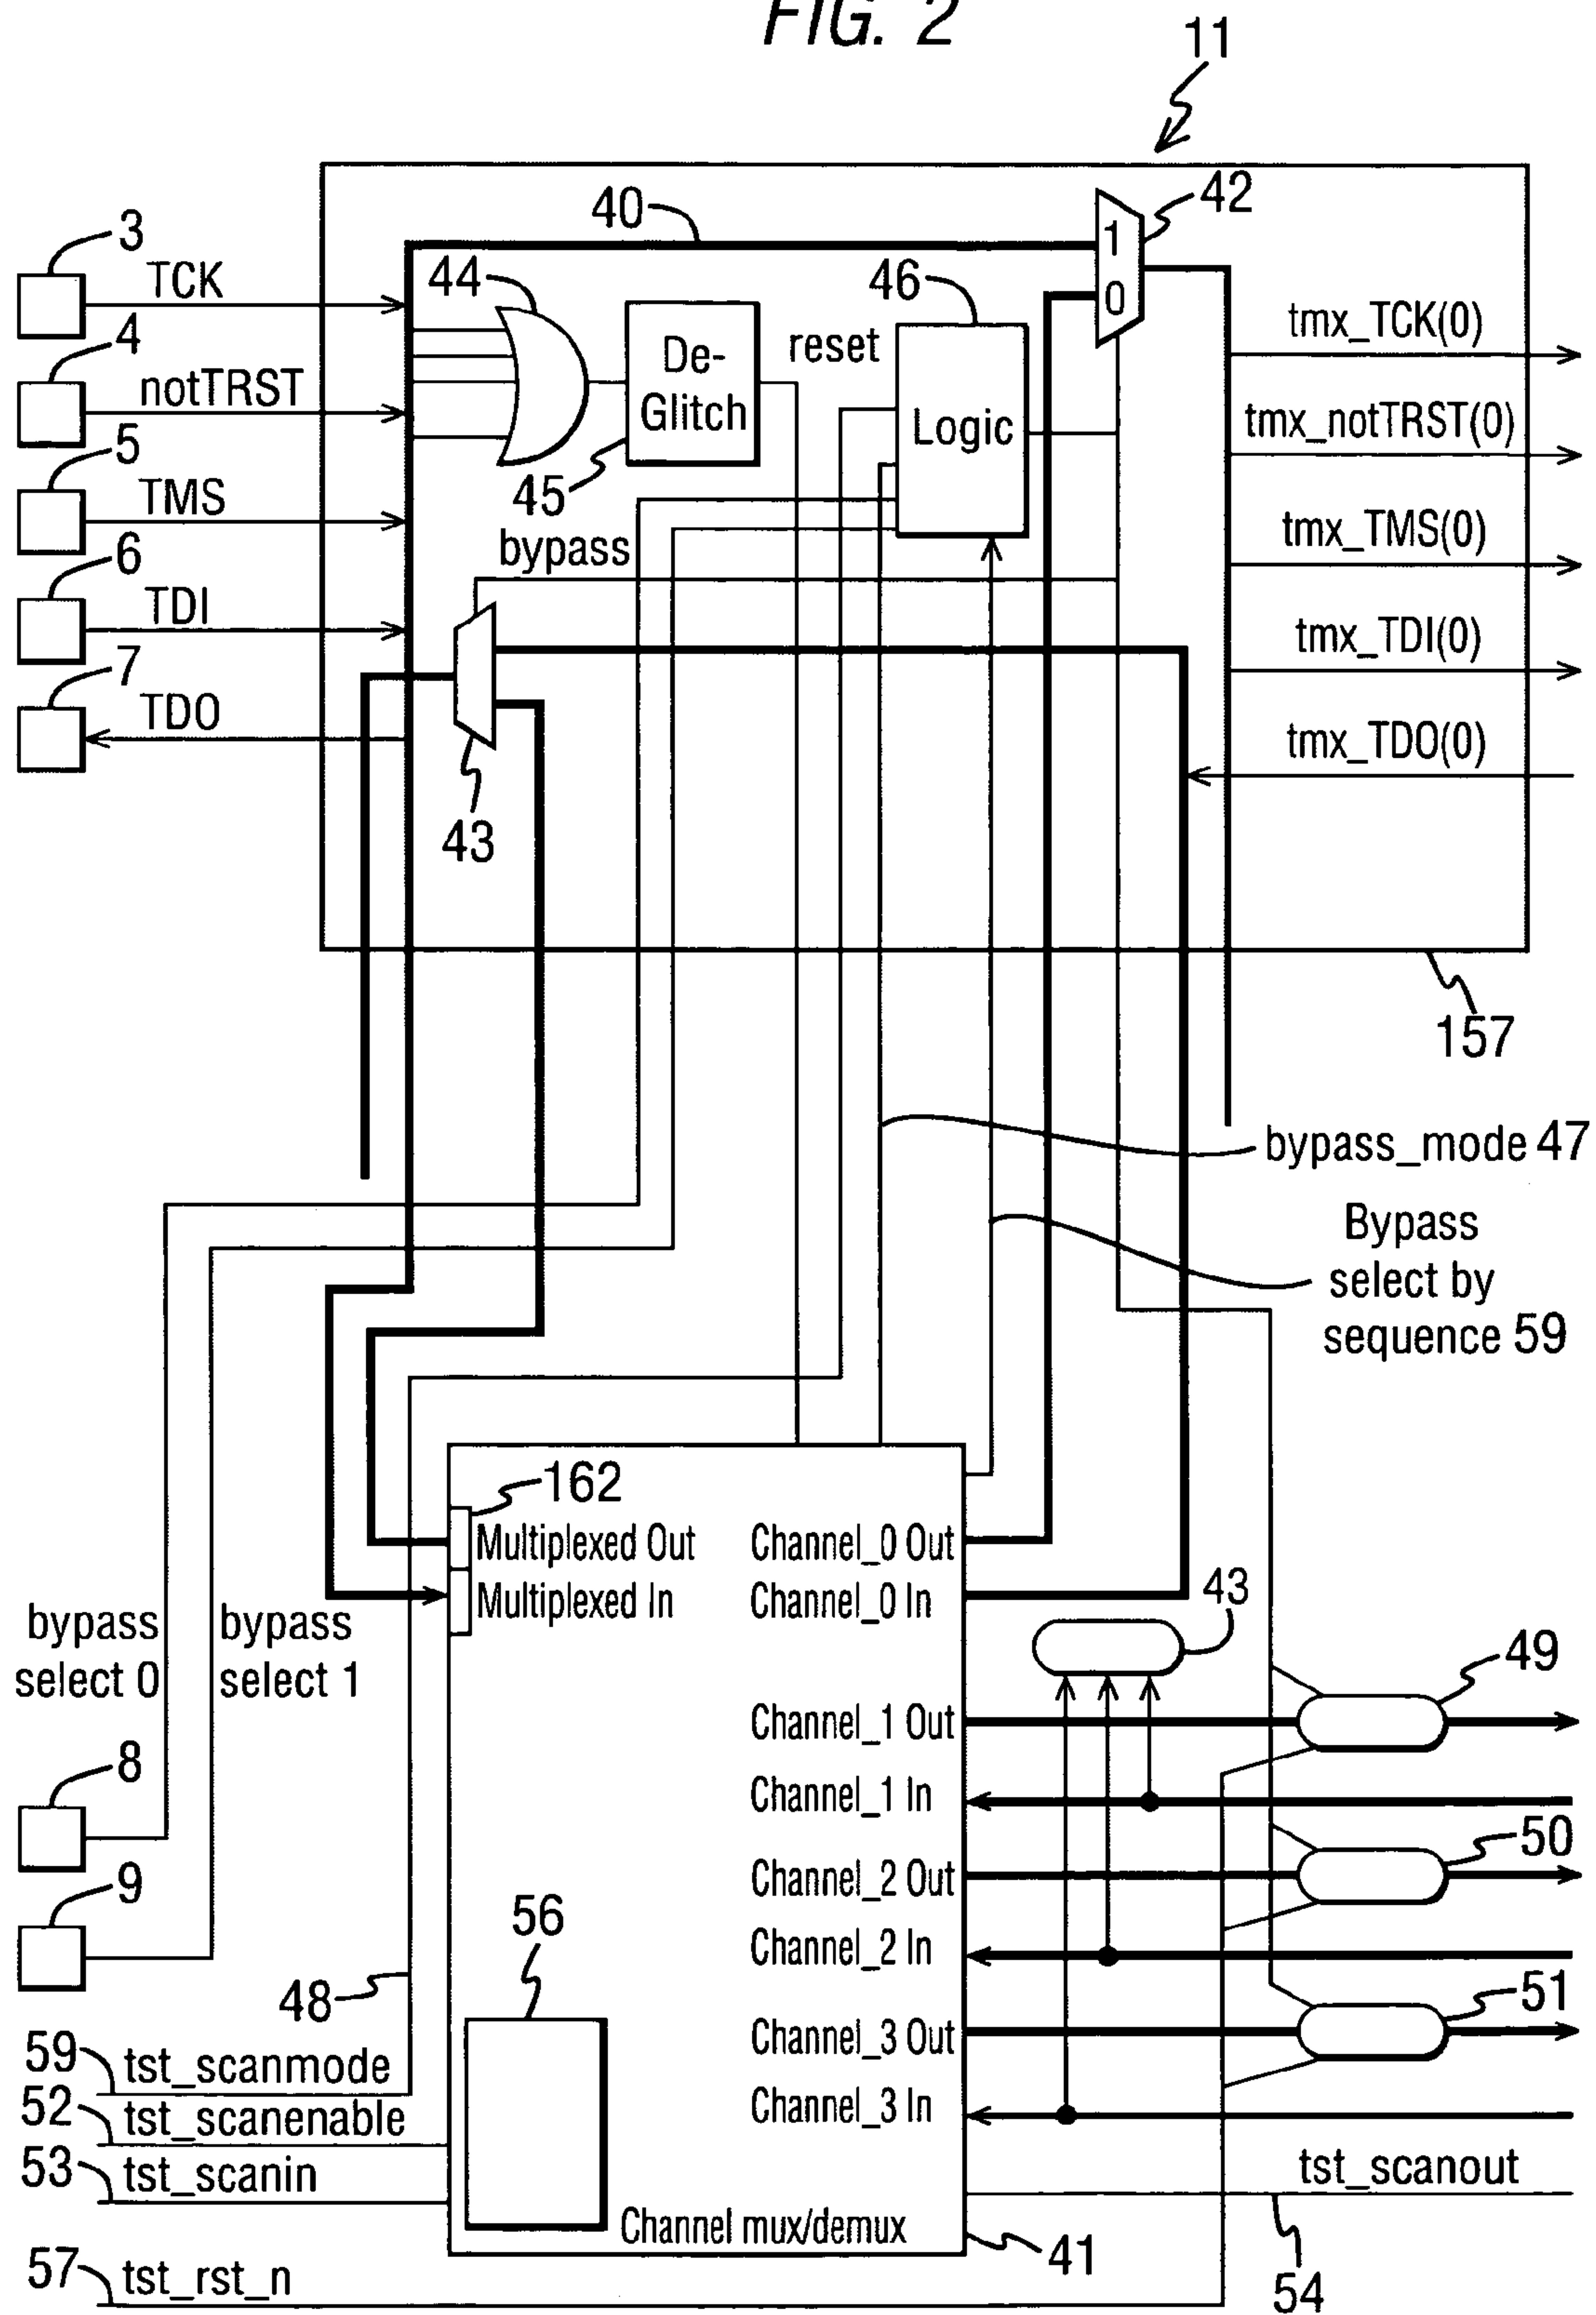 FIG. 2
11
3
TCK
4
notTRST
5
TMS
6
TDI
7
TDO
40
44
De-
Glitch
45
reset
46
Logic
1
0
42
bypass
43
tmx_TCK(0)
tmx_notTRST(0)
tmx_TMS(0)
tmx_TDI(0)
tmx_TDO(0)
157
bypass_mode 47
Bypass
select by
sequence 59
162
Multiplexed Out
Multiplexed In
Channel_0 Out
Channel_0 In
43
bypass
select 0
bypass
select 1
8
9
Channel_1 Out
Channel_1 In
Channel_2 Out
Channel_2 In
Channel_3 Out
Channel_3 In
49
50
51
56
48
59 tst_scanmode
52 tst_scanenable
53 tst_scanin
57 tst_rst_n
Channel mux/demux
41
tst_scanout
54